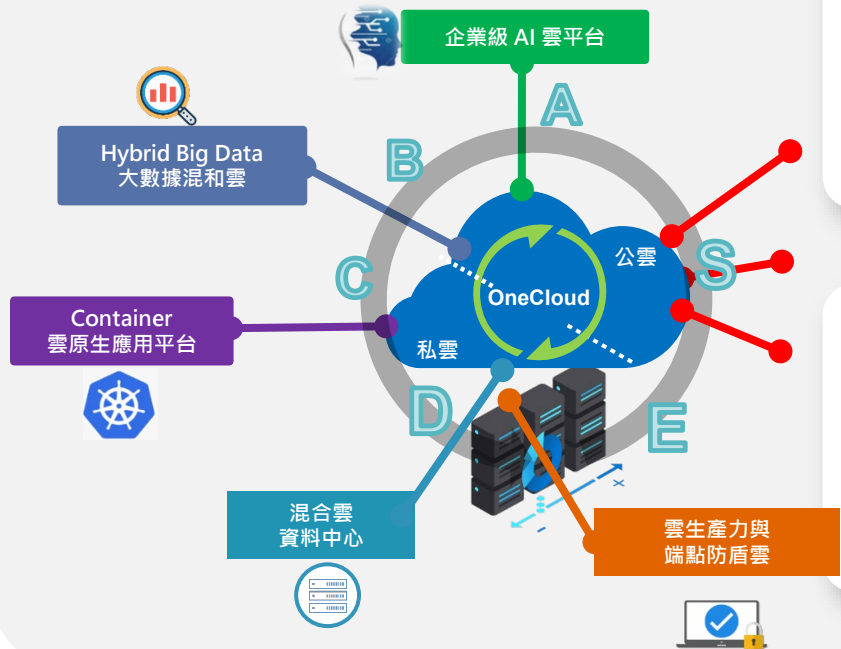 企業級 AI 雲平台
A
B
Hybrid Big Data
大數據混和雲
C
S
公雲
OneCloud
Container
雲原生應用平台
私雲
D
E
混合雲
資料中心
雲生產力與
端點防盾雲